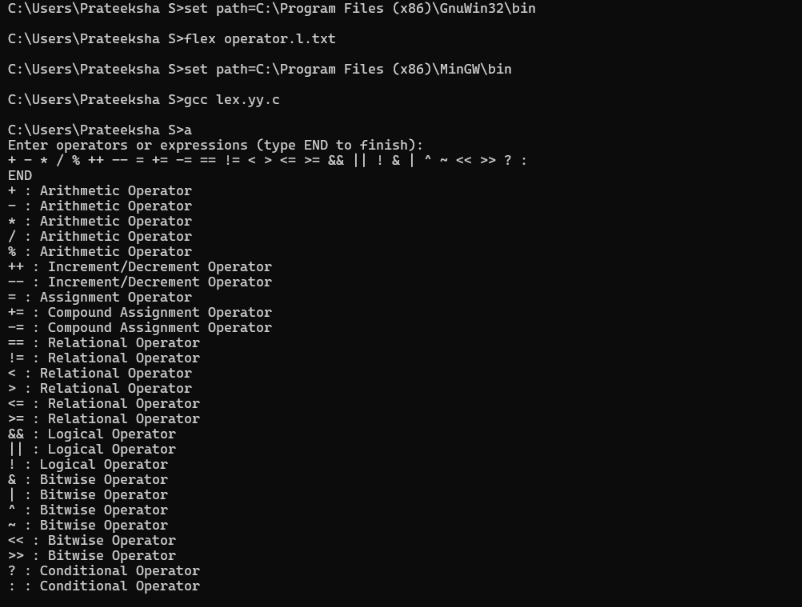 C:\Users\Prateeksha S>set path=C:\Program Files (x86)\GnuWin32\bin
C:\Users\Prateeksha S>flex operator.l.txt
C:\Users\Prateeksha S>set path=C:\Program Files (x86)\MinGW\bin
C:\Users\Prateeksha S>gcc lex.yy.c
C:\Users\Prateeksha S>a
Enter operators or expressions (type END to finish):
+ - * / % ++ -- = += -= == != < > <= >= && || ! & | ^ ~ << >> ? :
END
+ : Arithmetic Operator
- : Arithmetic Operator
* : Arithmetic Operator
/ : Arithmetic Operator
% : Arithmetic Operator
++ : Increment/Decrement Operator
-- : Increment/Decrement Operator
= : Assignment Operator
+= : Compound Assignment Operator
-= : Compound Assignment Operator
== : Relational Operator
!= : Relational Operator
< : Relational Operator
> : Relational Operator
<= : Relational Operator
>= : Relational Operator
&& : Logical Operator
|| : Logical Operator
! : Logical Operator
& : Bitwise Operator
| : Bitwise Operator
^ : Bitwise Operator
~ : Bitwise Operator
<< : Bitwise Operator
>> : Bitwise Operator
? : Conditional Operator
: : Conditional Operator